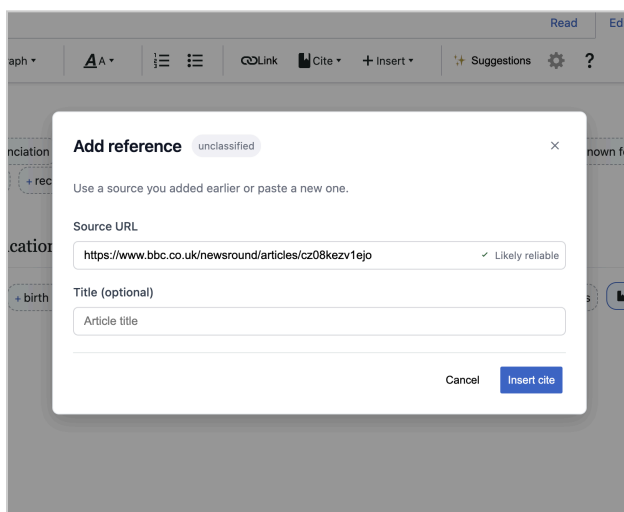 Read Ed
aph A A Link Cite + Insert Suggestions ?
Add reference unclassified ×
nciation nown f
+ rec
Use a source you added earlier or paste a new one.
Source URL
ication
https://www.bbc.co.uk/newsround/articles/cz08kezv1ejo ✓ Likely reliable
Title (optional)
+ birth s
Article title
Cancel Insert cite